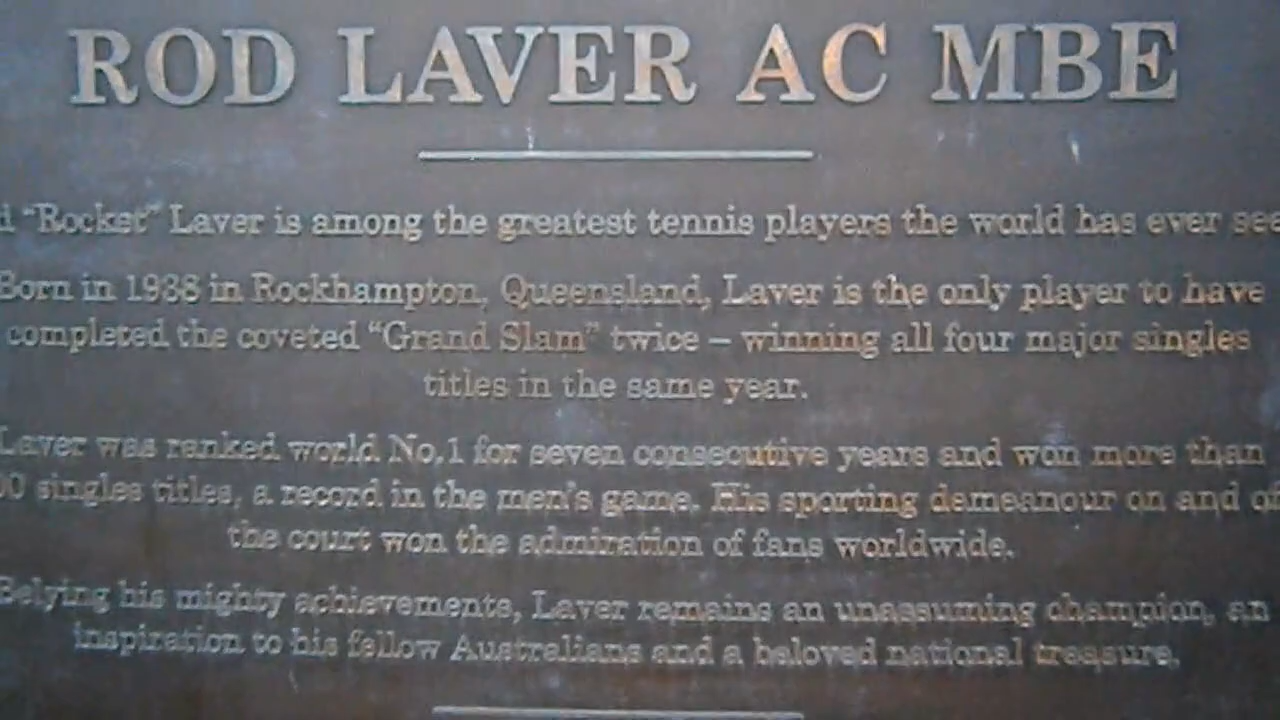 ROD LAVER AC MBE
"Rocket" Laver is among the greatest tennis players the world has ever
Born in 1938 in Rockhampton, Queensland, Laver is the only player to have
completed the coveted "Grand Slam" twice – winning all four major singles
titles in the same year.
Laver was ranked world No.1 for seven consecutive years and won more than
singles titles, a record in the men's game. His sporting demeanour on and
the court won the admiration of fans worldwide.
Belying his mighty achievements, Laver remains an unassuming champion, an
inspiration to his fellow Australians and a beloved national treasure.